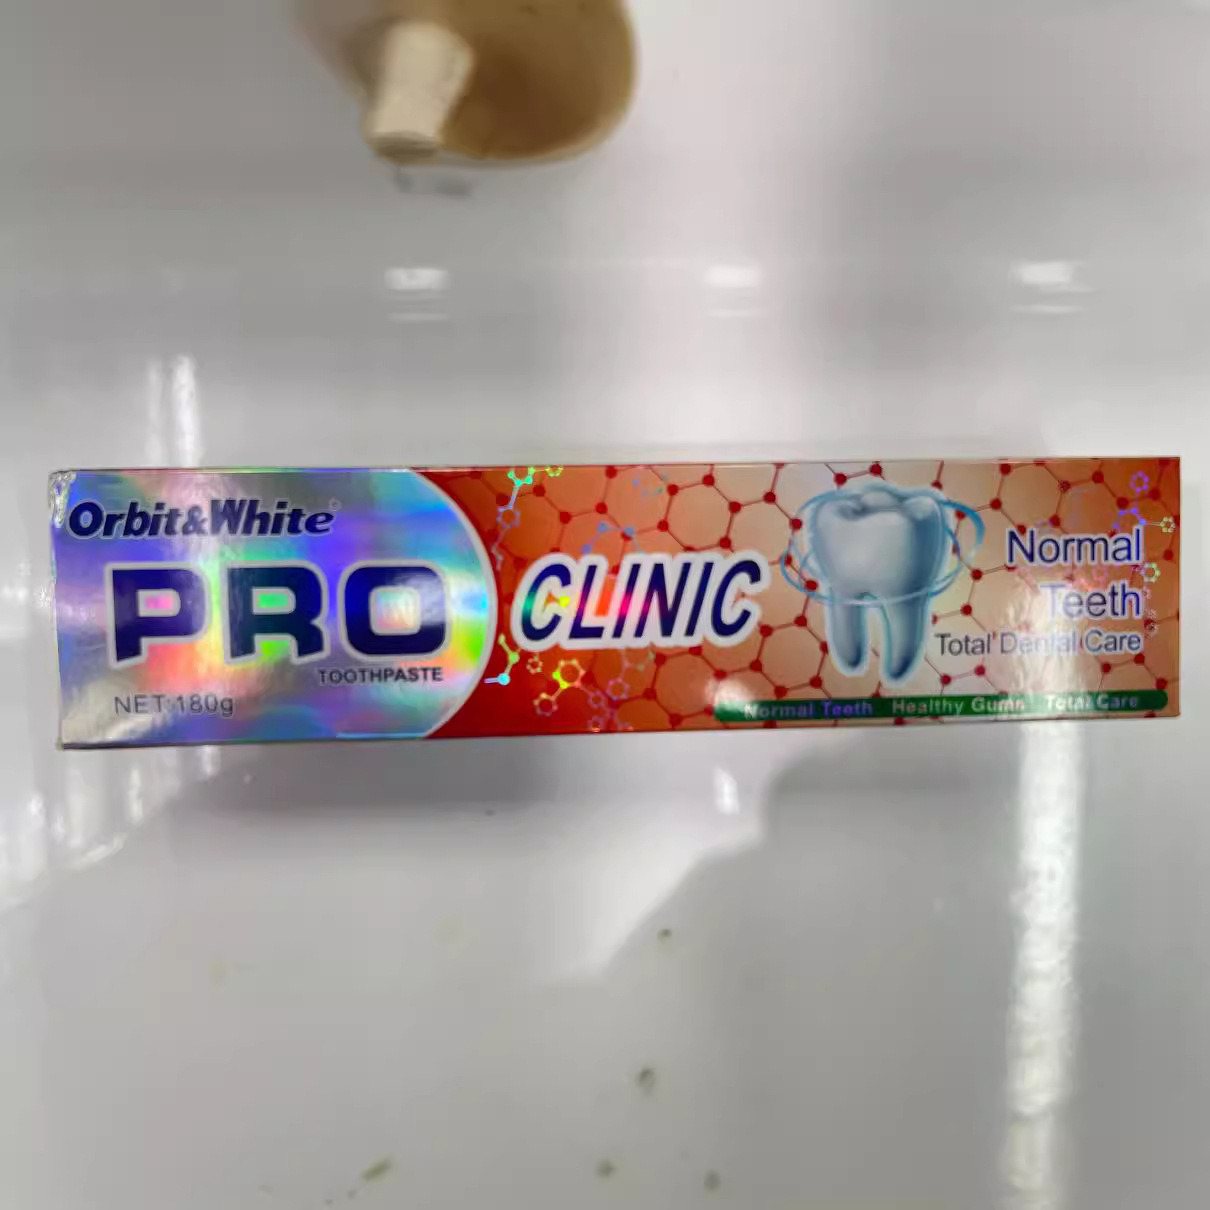 Orbit&White
PRO
TOOTHPASTE
NET:180g
CLINIC
Normal
Teeth
Total Dental Care
Normal Teeth Healthy Gums Total Care